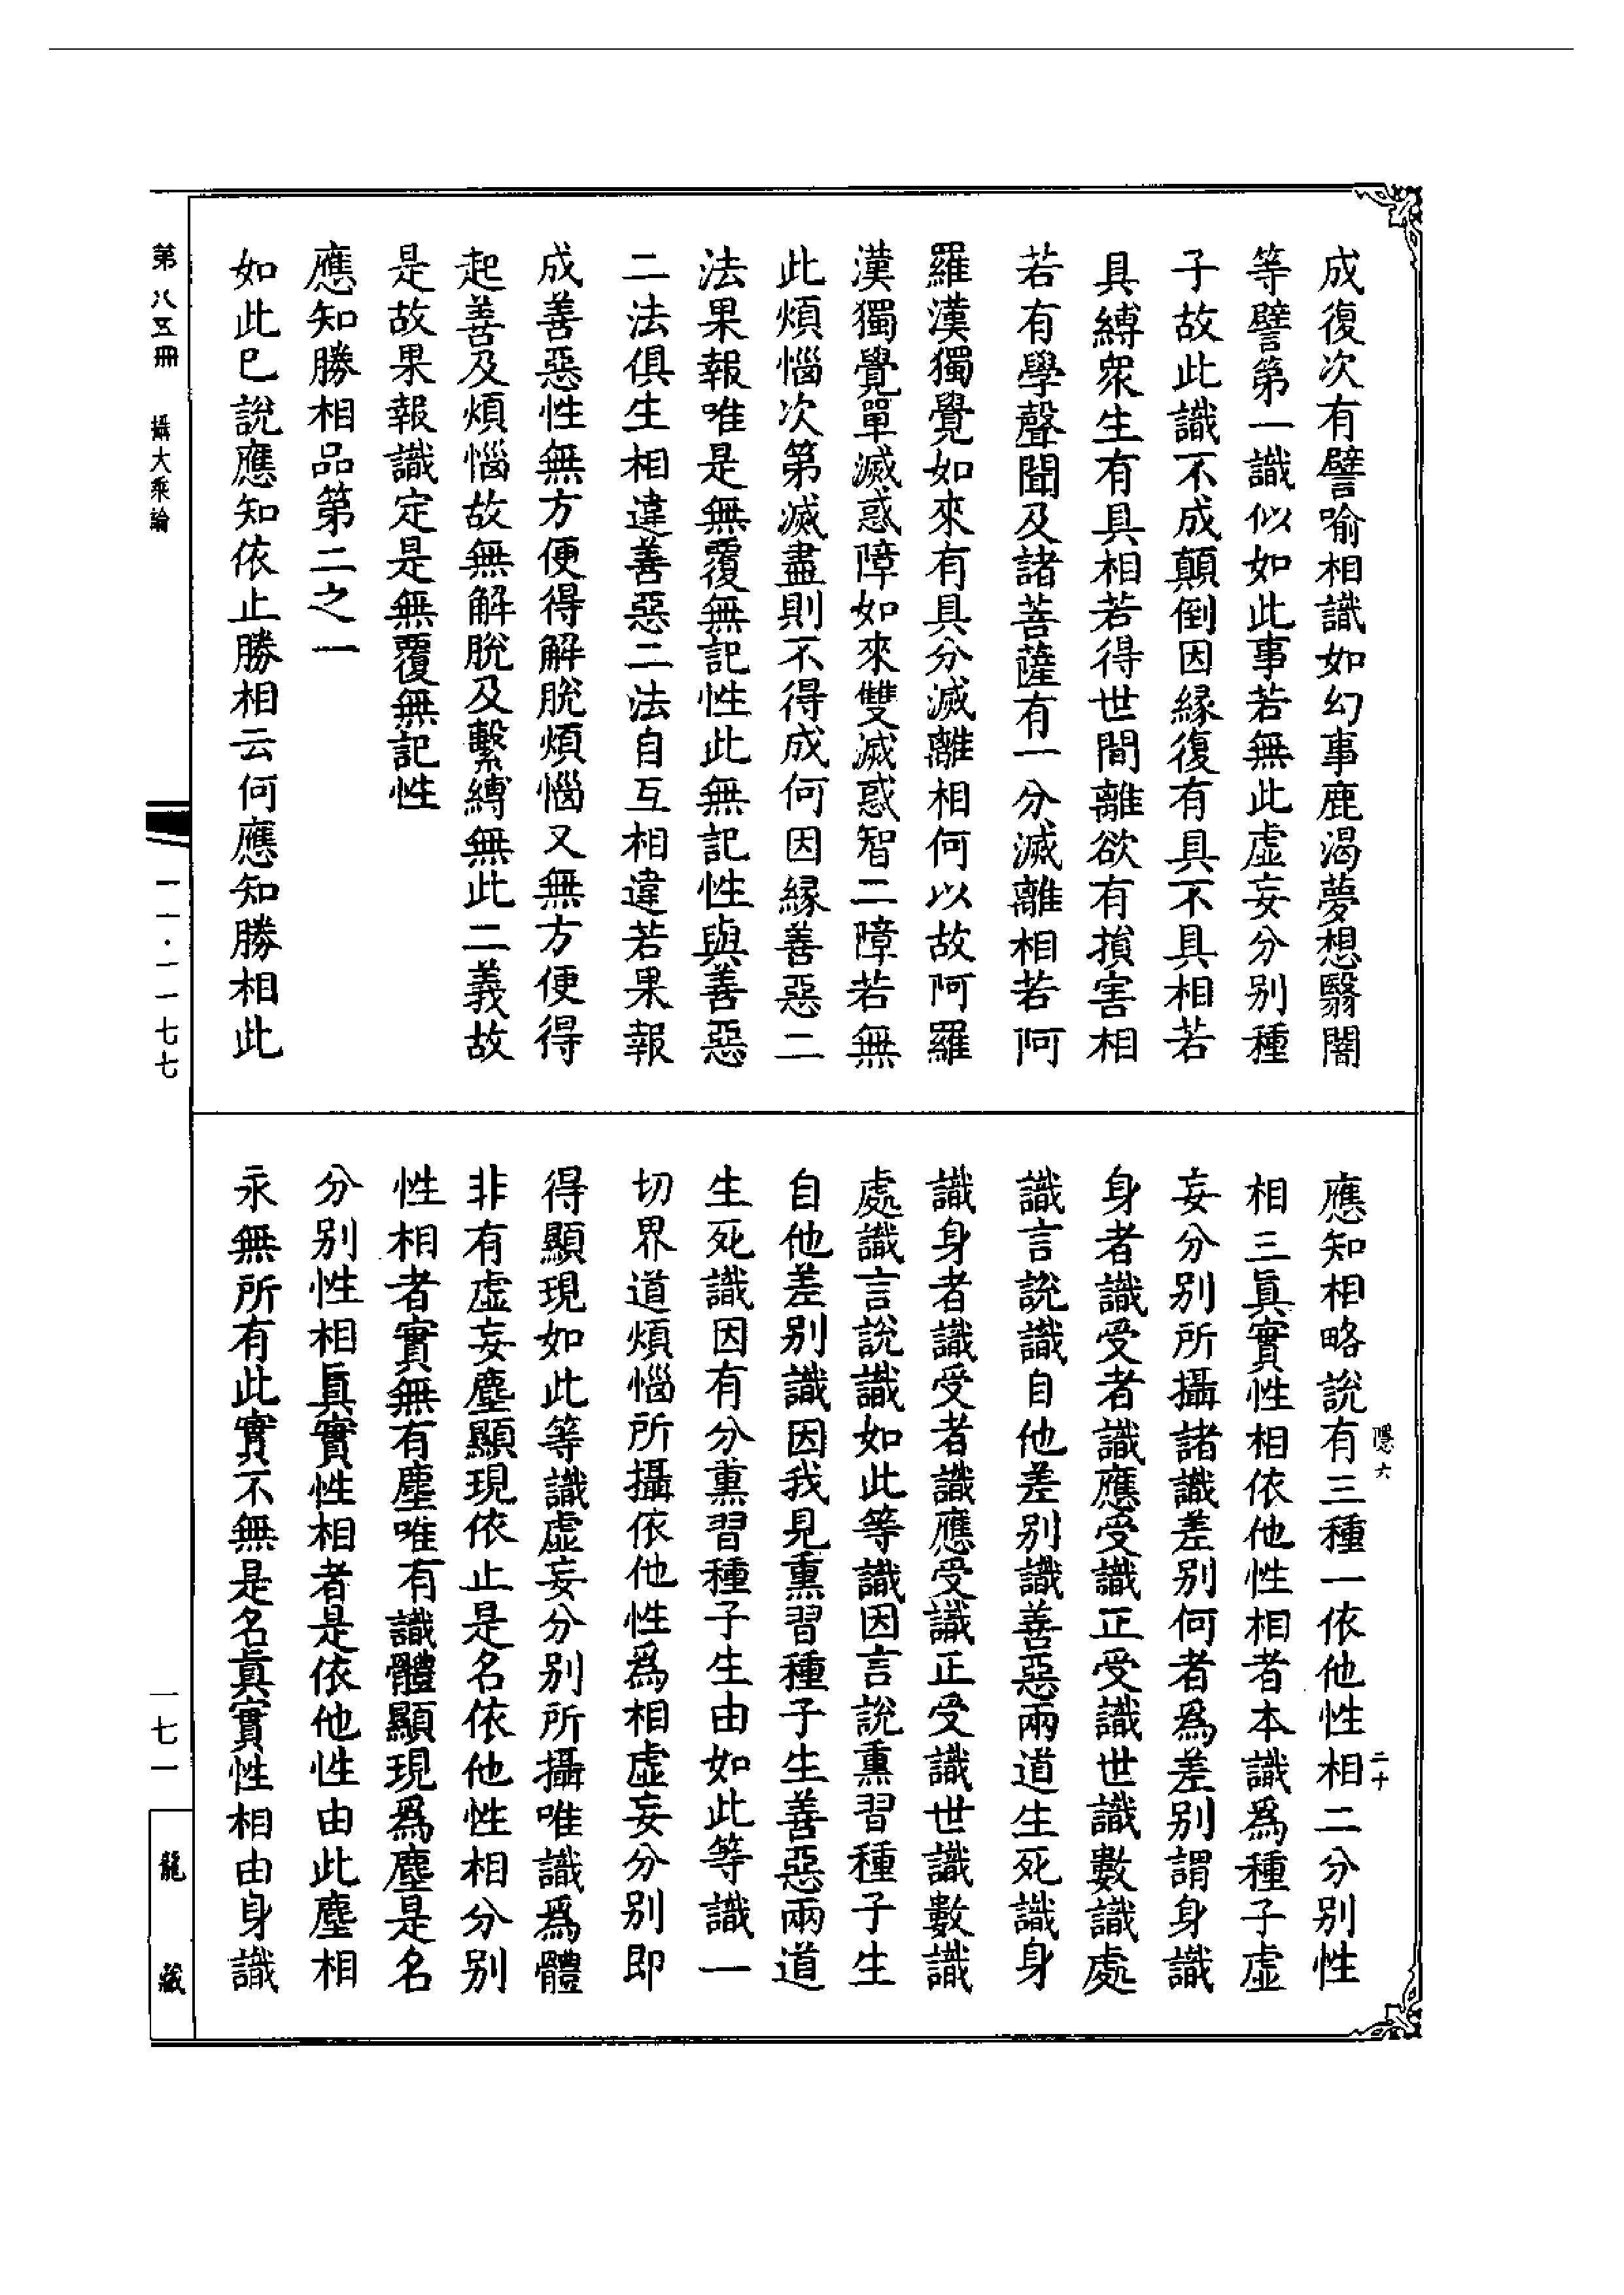 成復次有譬喻相識如幻事鹿渴夢想翳闇
等譬第一識似如此事若無此虛妄分别種
子故此識不成顛倒因緣復有具不具相若
具縛衆生有具相若得世間離欲有損害相
若有學聲聞及諸菩薩有一分滅離相若阿
羅漢獨覺如來有具分滅離相何以故阿羅
漢獨覺單滅惑障如來雙滅惑智二障若無
此煩惱次第滅盡則不得成何因緣善惡二
法果報唯是無覆無記性此無記性與善惡
二法俱生相違善惡二法自互相違若果報
成善惡性無方便得解脫煩惱又無方便得
起善及煩惱故無解脫及繫縛無此二義故
是故果報識定是無覆無記性
應知勝相品第二之一
如此已說應知依止勝相云何應知勝相此
應知相略說有三種一依他性相二分别性
相三眞實性相依他性相者本識爲種子虛
妄分别所攝諸識差别何者爲差别謂身識
身者識受者識應受識正受識世識數識處
識言說識自他差别識善惡兩道生死識身
識身者識受者識應受識正受識世識數識
處識言說識如此等識因言說熏習種子生
自他差别識因我見熏習種子生善惡兩道
生死識因有分熏習種子生由如此等識一
切界道煩惱所攝依他性爲相虛妄分别即
得顯現如此等識虛妄分别所攝唯識爲體
非有虛妄塵顯現依止是名依他性相分别
性相者實無有塵唯有識體顯現爲塵是名
分别性相眞實性相者是依他性由此塵相
永無所有此實不無是名眞實性相由身識
隱六
二十
第八五冊
攝大乘論
一一·一一七七
一七一
龍藏